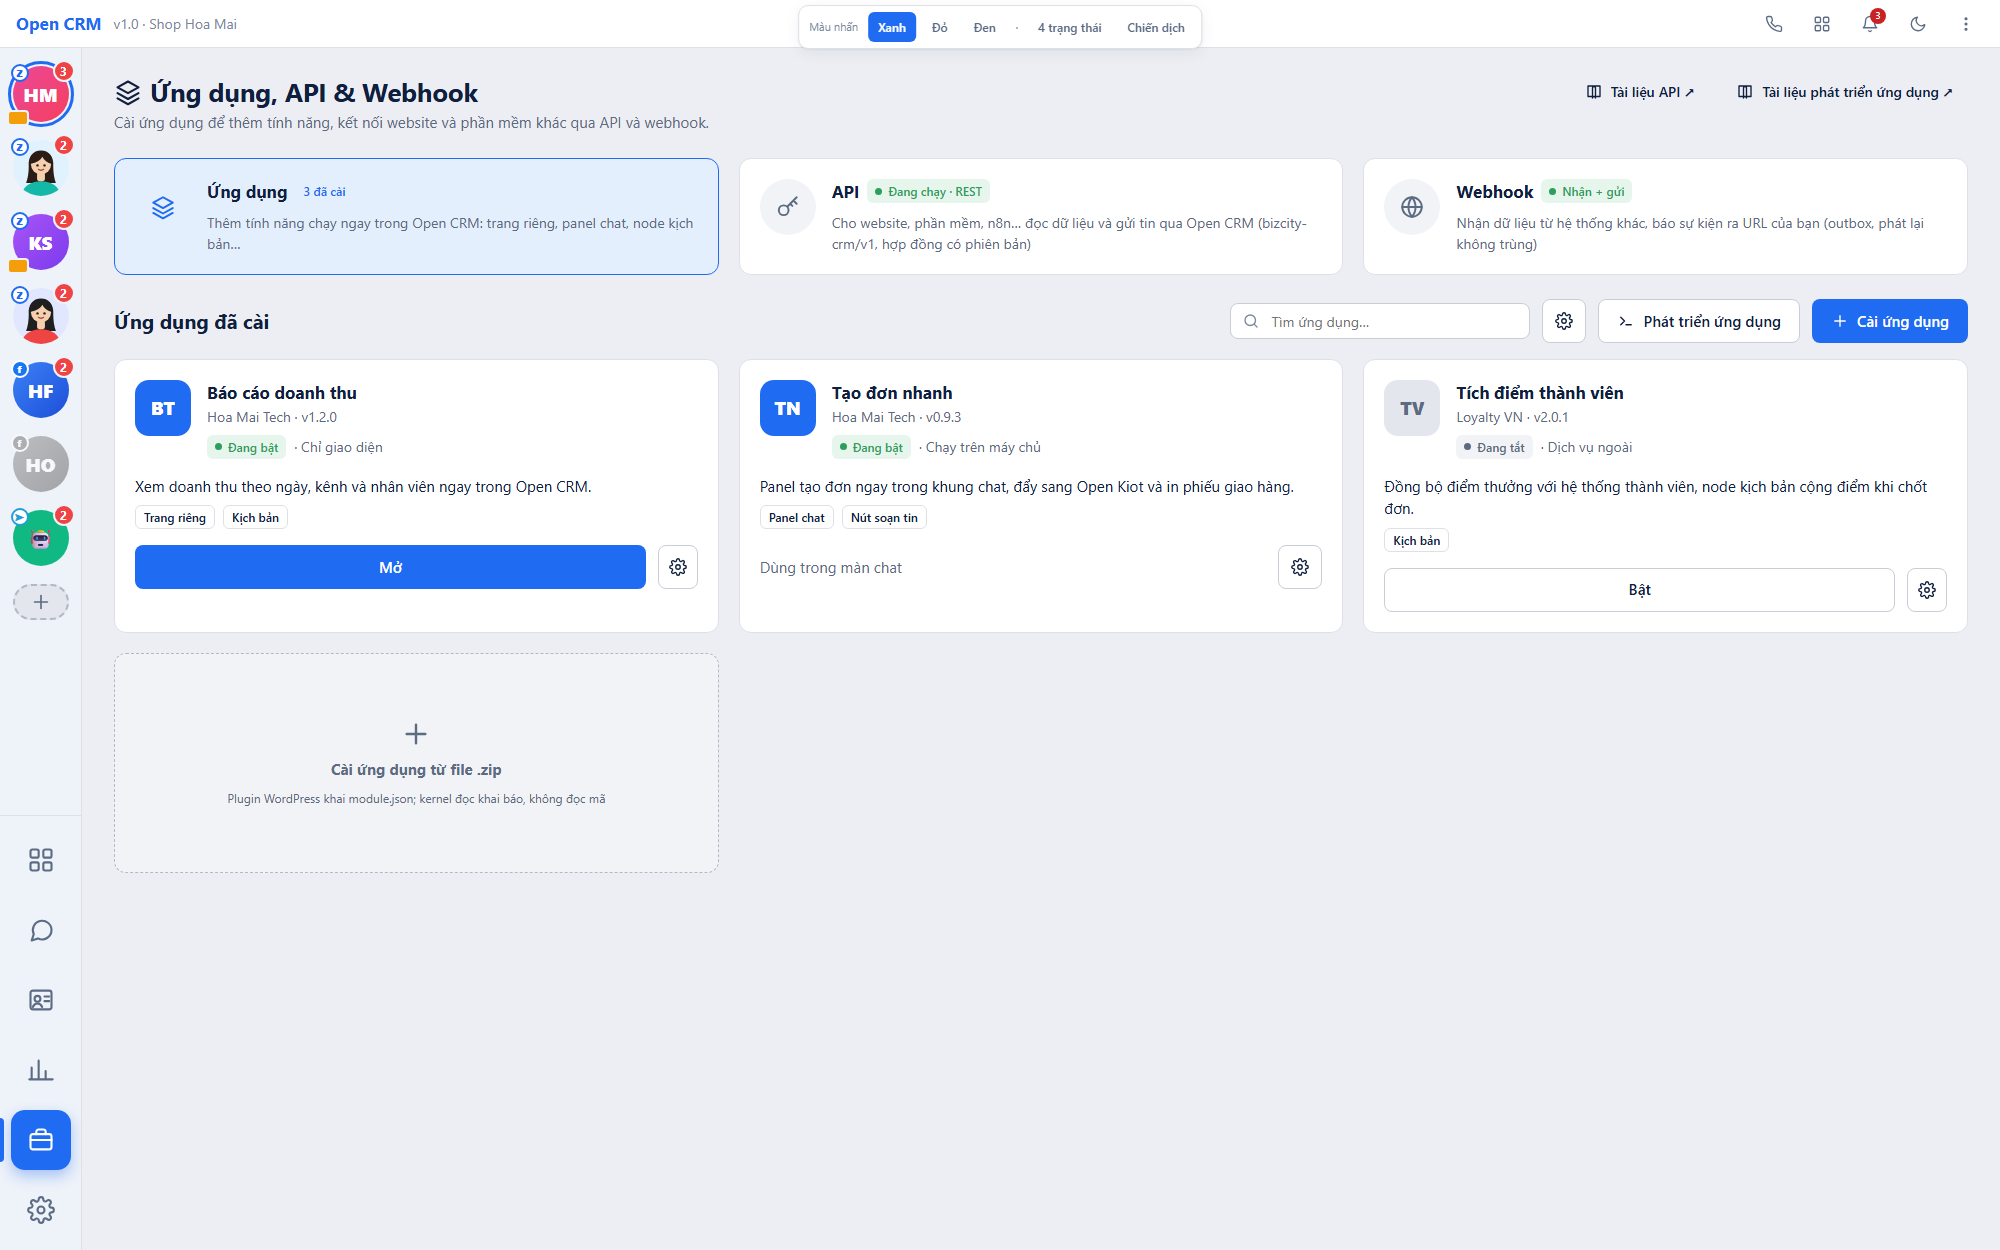 Open CRM v1.0 · Shop Hoa Mai
Màu nhấn Xanh Đỏ Đen · 4 trạng thái Chiến dịch
3
HM 3
2
KS 2
2
HF 2
HO
2
Ứng dụng, API & Webhook
Cài ứng dụng để thêm tính năng, kết nối website và phần mềm khác qua API và webhook.
Tài liệu API ↗
Tài liệu phát triển ứng dụng ↗
Ứng dụng 3 đã cài
Thêm tính năng chạy ngay trong Open CRM: trang riêng, panel chat, node kịch
bản...
API Đang chạy · REST
Cho website, phần mềm, n8n... đọc dữ liệu và gửi tin qua Open CRM (bizcity-
crm/v1, hợp đồng có phiên bản)
Webhook Nhận + gửi
Nhận dữ liệu từ hệ thống khác, báo sự kiện ra URL của bạn (outbox, phát lại
không trùng)
Ứng dụng đã cài
Tìm ứng dụng...
Phát triển ứng dụng
Cài ứng dụng
BT
Báo cáo doanh thu
Hoa Mai Tech · v1.2.0
Đang bật · Chỉ giao diện
Xem doanh thu theo ngày, kênh và nhân viên ngay trong Open CRM.
Trang riêng Kịch bản
Mở
TN
Tạo đơn nhanh
Hoa Mai Tech · v0.9.3
Đang bật · Chạy trên máy chủ
Panel tạo đơn ngay trong khung chat, đẩy sang Open Kiot và in phiếu giao hàng.
Panel chat Nút soạn tin
Dùng trong màn chat
TV
Tích điểm thành viên
Loyalty VN · v2.0.1
Đang tắt · Dịch vụ ngoài
Đồng bộ điểm thưởng với hệ thống thành viên, node kịch bản cộng điểm khi chốt
đơn.
Kịch bản
Bật
Cài ứng dụng từ file .zip
Plugin WordPress khai module.json; kernel đọc khai báo, không đọc mã